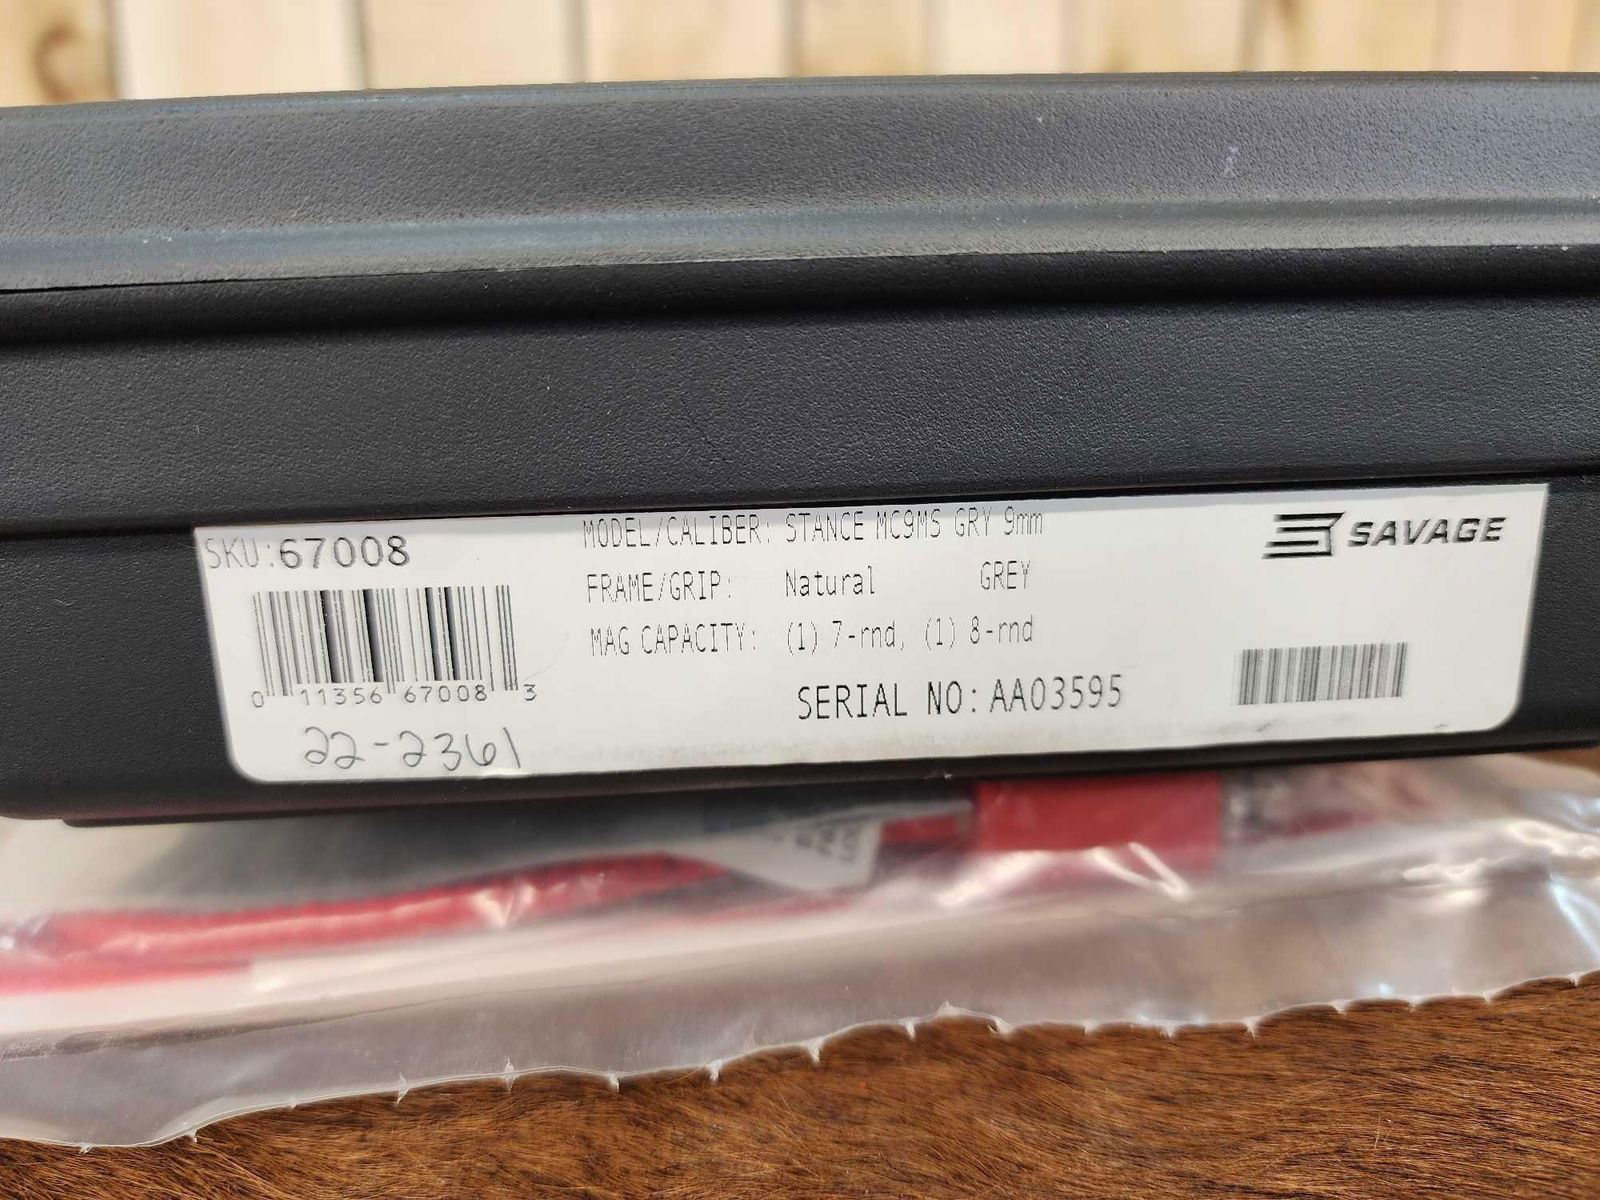 SKU:67008
0 11356 67008 3
22-2361
MODEL/CALIBER: STANCE MC9MS GRY 9mm
FRAME/GRIP: Natural GREY
MAG CAPACITY: (1) 7-rnd, (1) 8-rnd
SERIAL NO: AA03595
SAVAGE